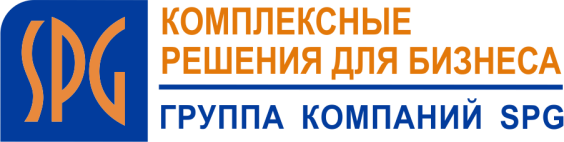 SPG
КОМПЛЕКСНЫЕ
РЕШЕНИЯ ДЛЯ БИЗНЕСА
ГРУППА КОМПАНИЙ SPG